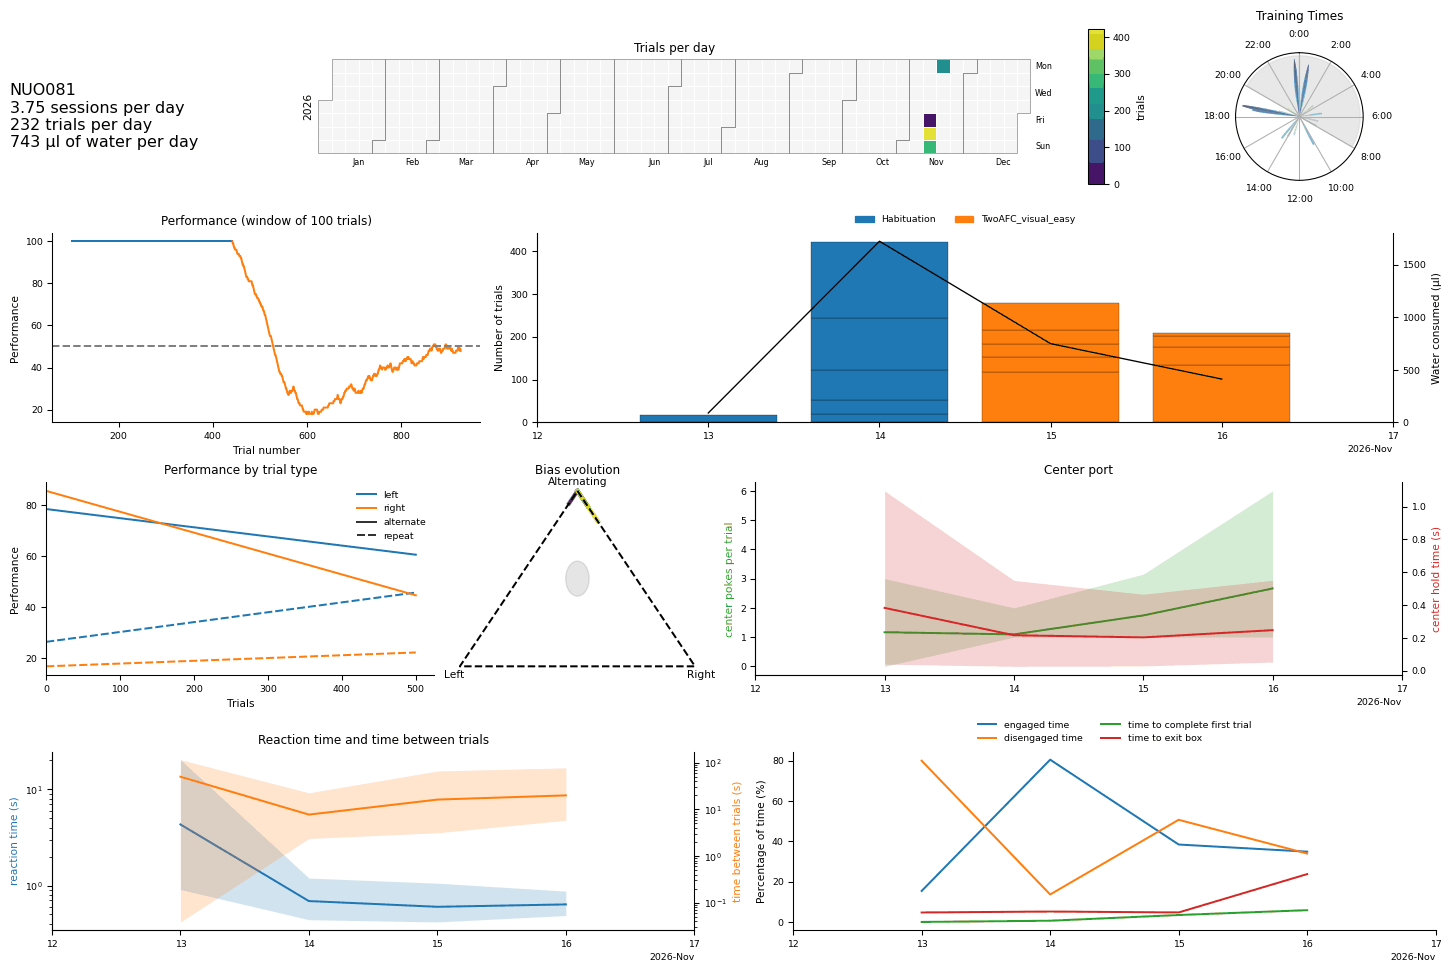 NUO081
3.75 sessions per day
232 trials per day
743 µl of water per day
Trials per day
2026
Mon
Wed
Fri
Sun
Jan Feb Mar Apr May Jun Jul Aug Sep Oct Nov Dec
400
300
200
100
0
trials
Training Times
0:00
2:00
4:00
6:00
8:00
10:00
12:00
14:00
16:00
18:00
20:00
22:00
Performance (window of 100 trials)
Performance
100
80
60
40
20
200 400 600 800
Trial number
Habituation TwoAFC_visual_easy
Number of trials
400
300
200
100
0
12 13 14 15 16 17
2026-Nov
1500
1000
500
0
Water consumed (µl)
Performance by trial type
Performance
80
60
40
20
0 100 200 300 400 500
Trials
left
right
alternate
repeat
Bias evolution
Alternating
Left Right
Center port
center pokes per trial
6
5
4
3
2
1
0
12 13 14 15 16 17
2026-Nov
1.0
0.8
0.6
0.4
0.2
0.0
center hold time (s)
Reaction time and time between trials
reaction time (s)
10¹
10⁰
12 13 14 15 16 17
2026-Nov
10²
10¹
10⁰
10⁻¹
time between trials (s)
engaged time
disengaged time
time to complete first trial
time to exit box
Percentage of time (%)
80
60
40
20
0
12 13 14 15 16 17
2026-Nov